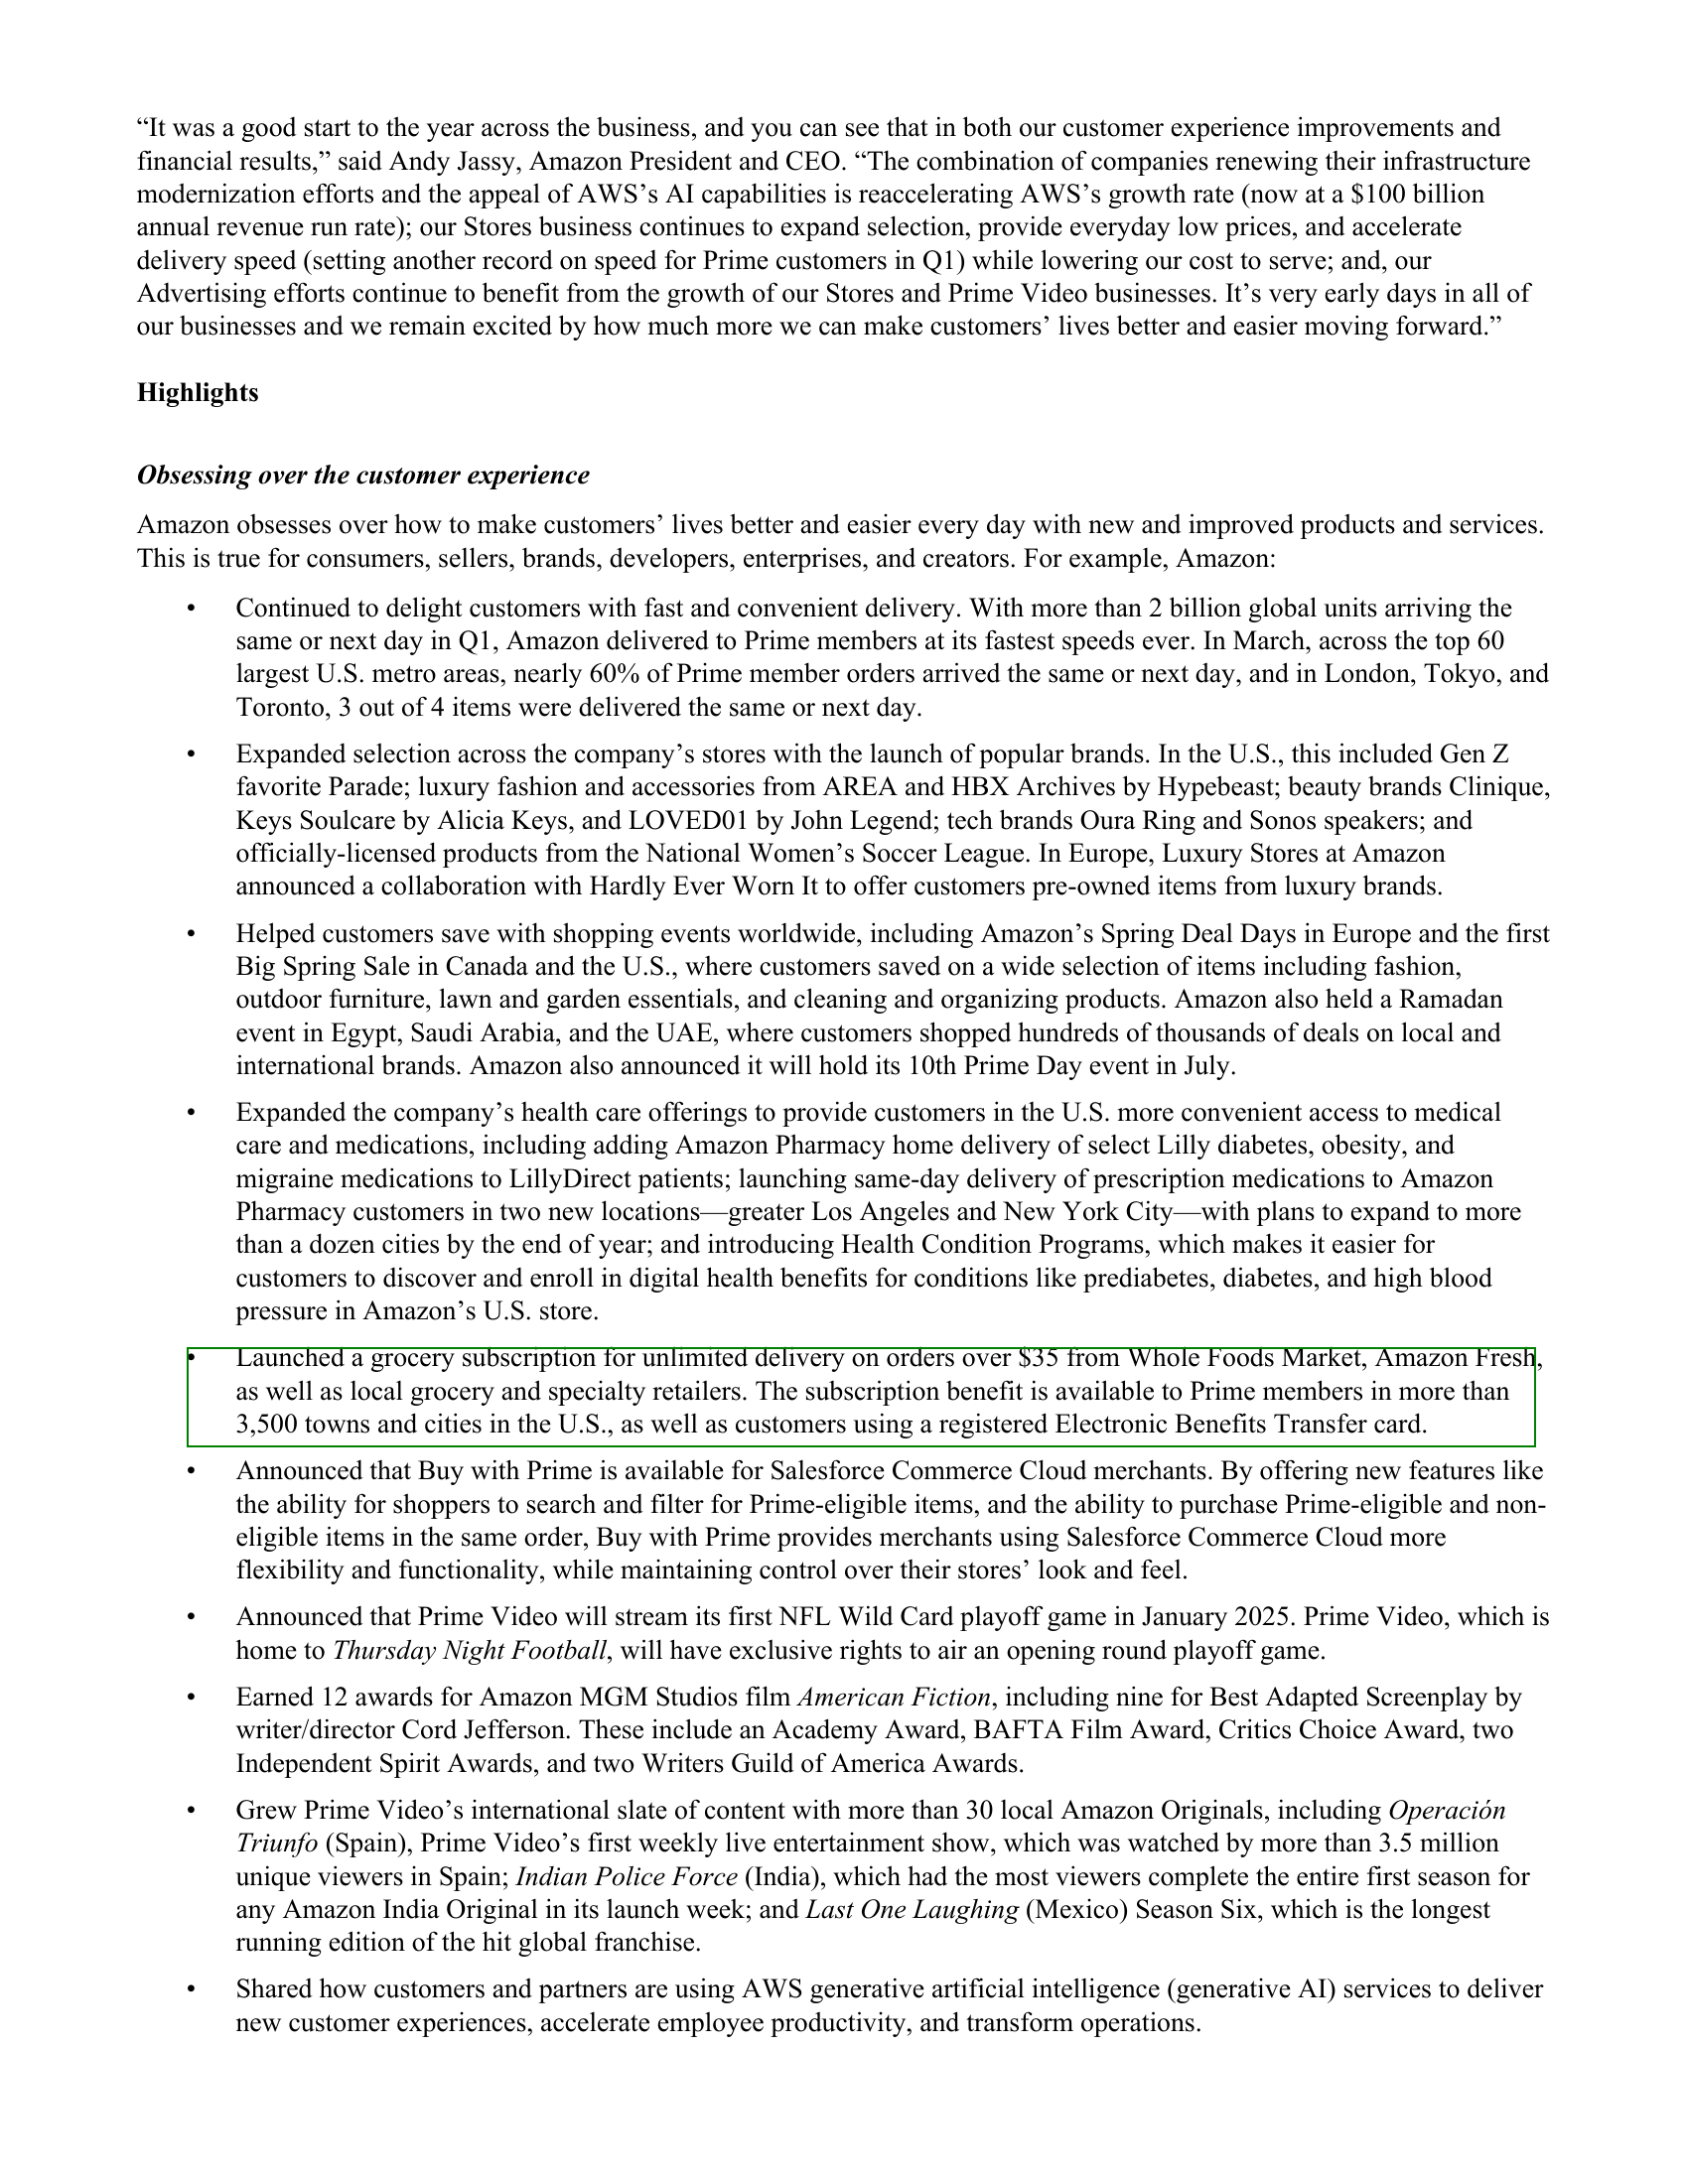 “It was a good start to the year across the business, and you can see that in both our customer experience improvements and
financial results,” said Andy Jassy, Amazon President and CEO. “The combination of companies renewing their infrastructure
modernization efforts and the appeal of AWS’s AI capabilities is reaccelerating AWS’s growth rate (now at a $100 billion
annual revenue run rate); our Stores business continues to expand selection, provide everyday low prices, and accelerate
delivery speed (setting another record on speed for Prime customers in Q1) while lowering our cost to serve; and, our
Advertising efforts continue to benefit from the growth of our Stores and Prime Video businesses. It’s very early days in all of
our businesses and we remain excited by how much more we can make customers’ lives better and easier moving forward.”
Highlights
Obsessing over the customer experience
Amazon obsesses over how to make customers’ lives better and easier every day with new and improved products and services.
This is true for consumers, sellers, brands, developers, enterprises, and creators. For example, Amazon:
• Continued to delight customers with fast and convenient delivery. With more than 2 billion global units arriving the
same or next day in Q1, Amazon delivered to Prime members at its fastest speeds ever. In March, across the top 60
largest U.S. metro areas, nearly 60% of Prime member orders arrived the same or next day, and in London, Tokyo, and
Toronto, 3 out of 4 items were delivered the same or next day.
• Expanded selection across the company’s stores with the launch of popular brands. In the U.S., this included Gen Z
favorite Parade; luxury fashion and accessories from AREA and HBX Archives by Hypebeast; beauty brands Clinique,
Keys Soulcare by Alicia Keys, and LOVED01 by John Legend; tech brands Oura Ring and Sonos speakers; and
officially-licensed products from the National Women’s Soccer League. In Europe, Luxury Stores at Amazon
announced a collaboration with Hardly Ever Worn It to offer customers pre-owned items from luxury brands.
• Helped customers save with shopping events worldwide, including Amazon’s Spring Deal Days in Europe and the first
Big Spring Sale in Canada and the U.S., where customers saved on a wide selection of items including fashion,
outdoor furniture, lawn and garden essentials, and cleaning and organizing products. Amazon also held a Ramadan
event in Egypt, Saudi Arabia, and the UAE, where customers shopped hundreds of thousands of deals on local and
international brands. Amazon also announced it will hold its 10th Prime Day event in July.
• Expanded the company’s health care offerings to provide customers in the U.S. more convenient access to medical
care and medications, including adding Amazon Pharmacy home delivery of select Lilly diabetes, obesity, and
migraine medications to LillyDirect patients; launching same-day delivery of prescription medications to Amazon
Pharmacy customers in two new locations—greater Los Angeles and New York City—with plans to expand to more
than a dozen cities by the end of year; and introducing Health Condition Programs, which makes it easier for
customers to discover and enroll in digital health benefits for conditions like prediabetes, diabetes, and high blood
pressure in Amazon’s U.S. store.
• Launched a grocery subscription for unlimited delivery on orders over $35 from Whole Foods Market, Amazon Fresh,
as well as local grocery and specialty retailers. The subscription benefit is available to Prime members in more than
3,500 towns and cities in the U.S., as well as customers using a registered Electronic Benefits Transfer card.
• Announced that Buy with Prime is available for Salesforce Commerce Cloud merchants. By offering new features like
the ability for shoppers to search and filter for Prime-eligible items, and the ability to purchase Prime-eligible and non-
eligible items in the same order, Buy with Prime provides merchants using Salesforce Commerce Cloud more
flexibility and functionality, while maintaining control over their stores’ look and feel.
• Announced that Prime Video will stream its first NFL Wild Card playoff game in January 2025. Prime Video, which is
home to Thursday Night Football, will have exclusive rights to air an opening round playoff game.
• Earned 12 awards for Amazon MGM Studios film American Fiction, including nine for Best Adapted Screenplay by
writer/director Cord Jefferson. These include an Academy Award, BAFTA Film Award, Critics Choice Award, two
Independent Spirit Awards, and two Writers Guild of America Awards.
• Grew Prime Video’s international slate of content with more than 30 local Amazon Originals, including Operación
Triunfo (Spain), Prime Video’s first weekly live entertainment show, which was watched by more than 3.5 million
unique viewers in Spain; Indian Police Force (India), which had the most viewers complete the entire first season for
any Amazon India Original in its launch week; and Last One Laughing (Mexico) Season Six, which is the longest
running edition of the hit global franchise.
• Shared how customers and partners are using AWS generative artificial intelligence (generative AI) services to deliver
new customer experiences, accelerate employee productivity, and transform operations.